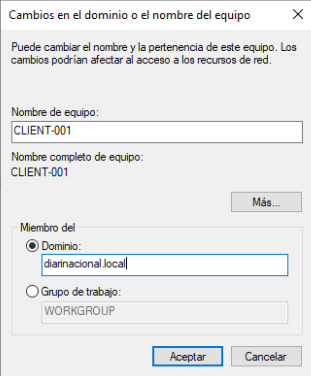 Cambios en el dominio o el nombre del equipo
Puede cambiar el nombre y la pertenencia de este equipo. Los
cambios podrían afectar al acceso a los recursos de red.
Nombre de equipo:
CLIENT-001
Nombre completo de equipo:
CLIENT-001
Más...
Miembro del
Dominio:
diarinacional.local
Grupo de trabajo:
WORKGROUP
Aceptar
Cancelar